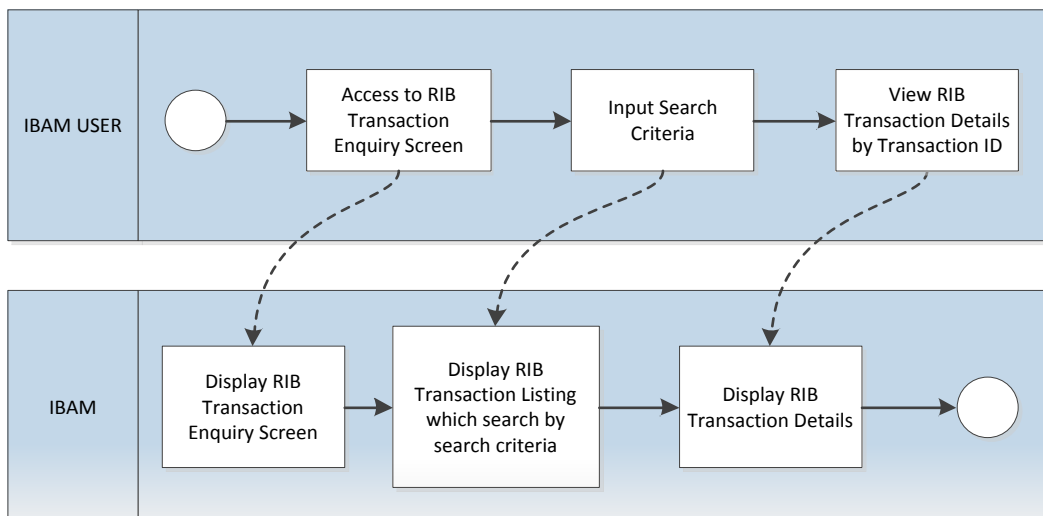 IBAM USER
Access to RIB
Transaction
Enquiry Screen
Input Search
Criteria
View RIB
Transaction Details
by Transaction ID
IBAM
Display RIB
Transaction
Enquiry Screen
Display RIB
Transaction Listing
which search by
search criteria
Display RIB
Transaction Details